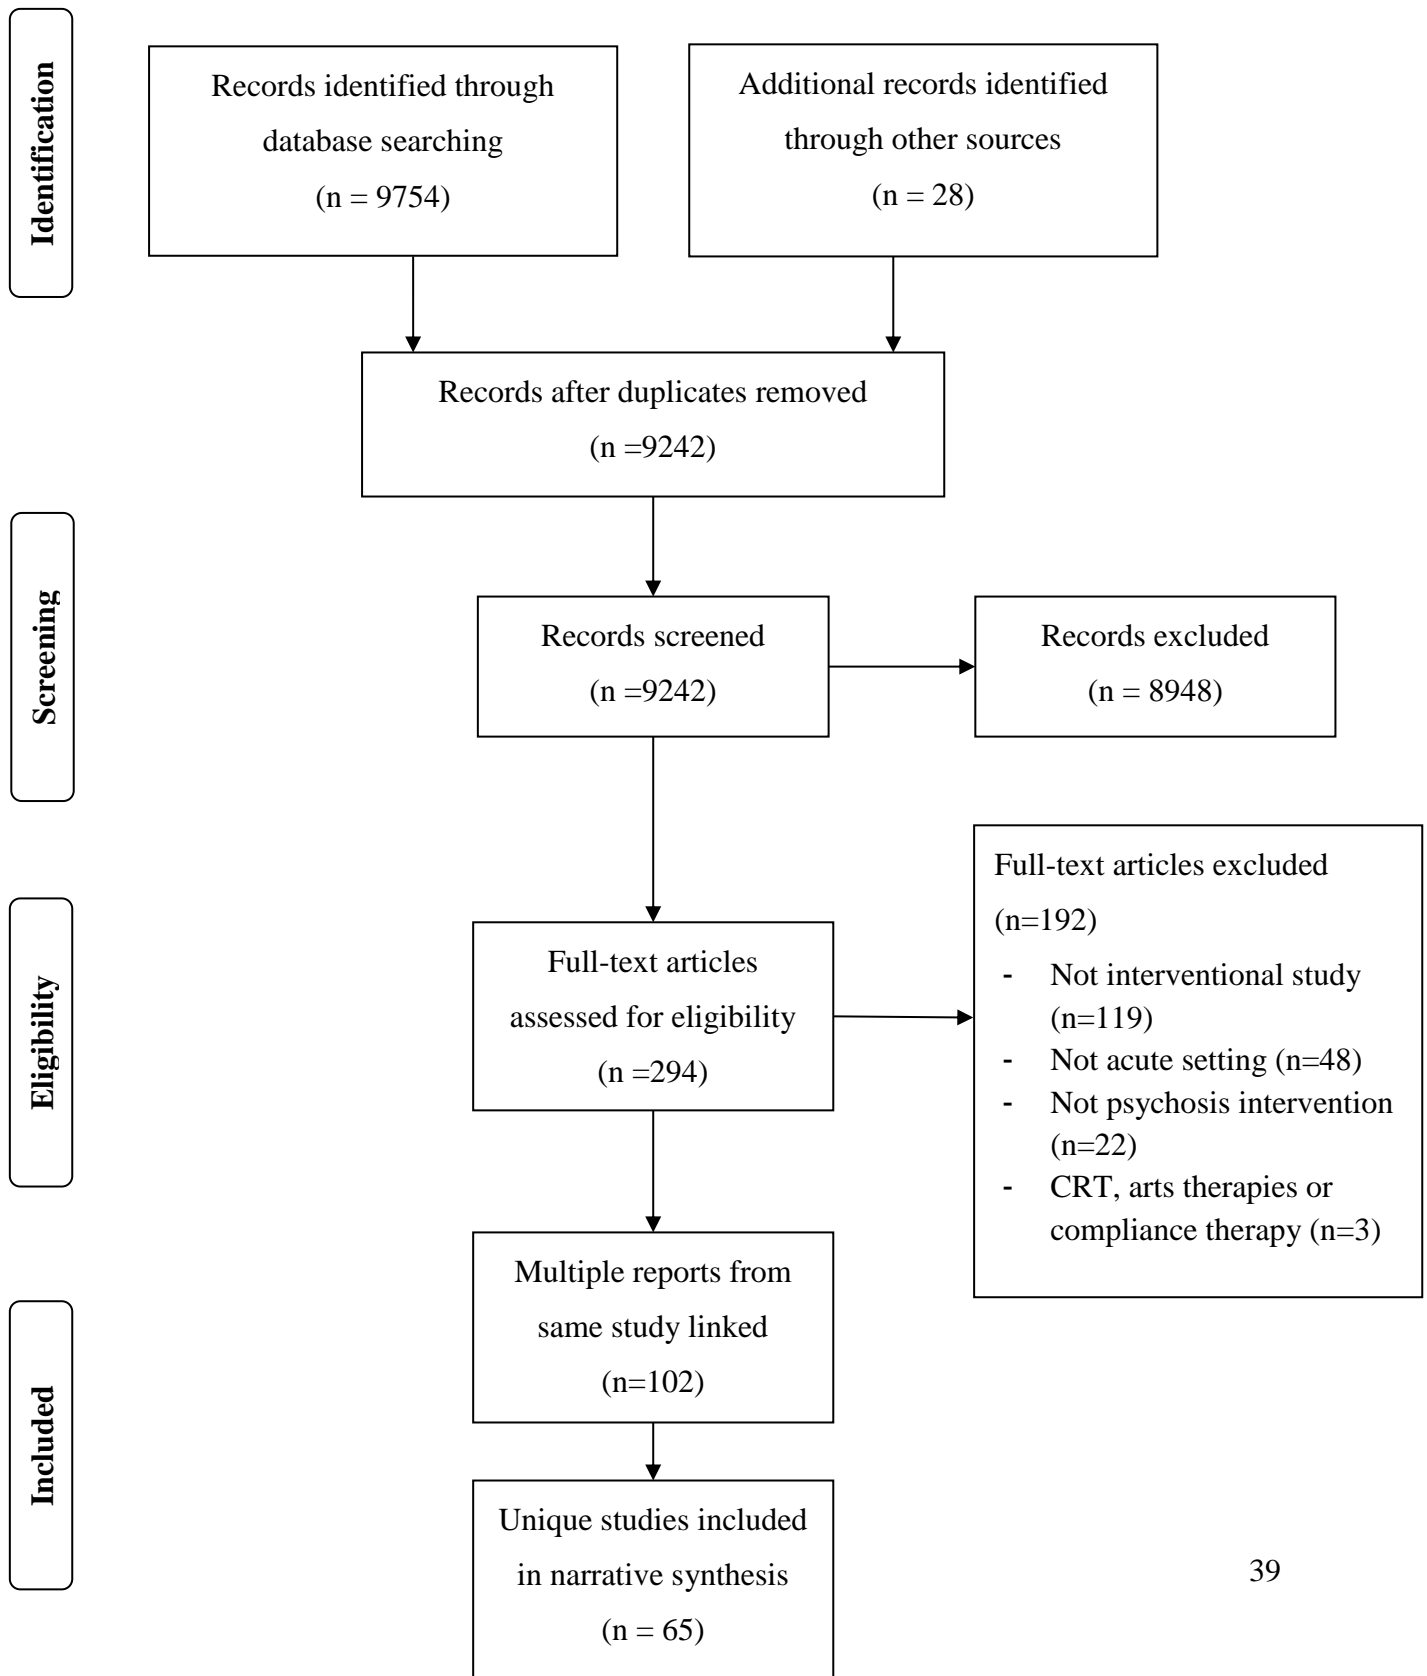 Identification
Records identified through
database searching
(n = 9754)
Additional records identified
through other sources
(n = 28)
Records after duplicates removed
(n =9242)
Screening
Records screened
(n =9242)
Records excluded
(n = 8948)
Eligibility
Full-text articles
assessed for eligibility
(n =294)
Full-text articles excluded
(n=192)
- Not interventional study
(n=119)
- Not acute setting (n=48)
- Not psychosis intervention
(n=22)
- CRT, arts therapies or
compliance therapy (n=3)
Included
Multiple reports from
same study linked
(n=102)
Unique studies included
in narrative synthesis
(n = 65)
39